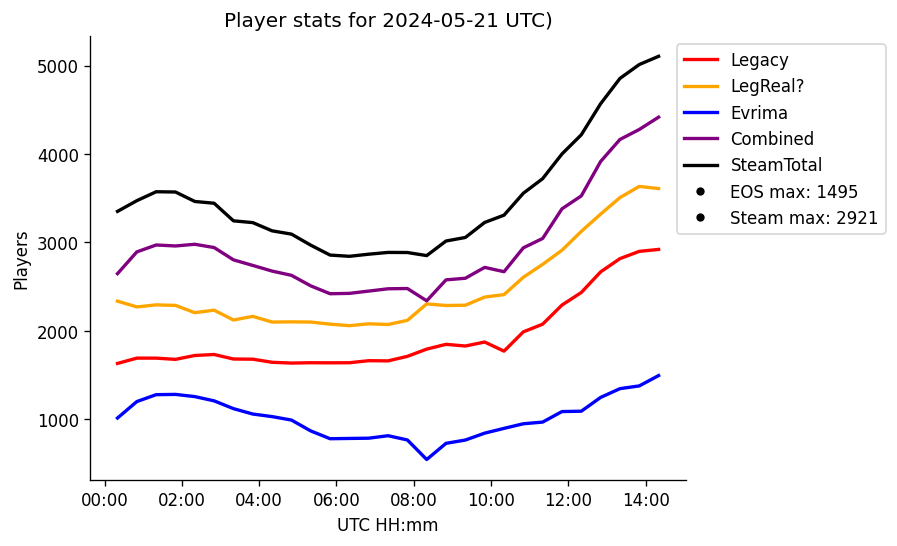 Player stats for 2024-05-21 UTC)
Legacy
LegReal?
Evrima
Combined
SteamTotal
EOS max: 1495
Steam max: 2921
Players
5000
4000
3000
2000
1000
00:00 02:00 04:00 06:00 08:00 10:00 12:00 14:00
UTC HH:mm